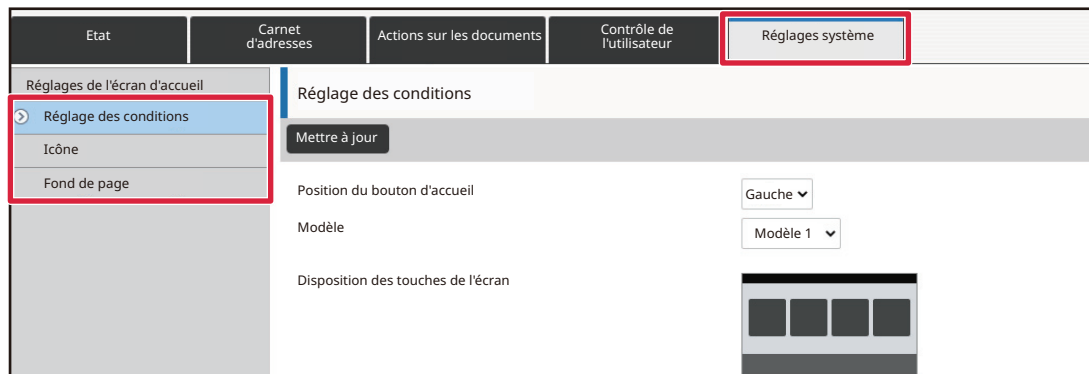 Etat
Carnet
d'adresses
Actions sur les documents
Contrôle de
l'utilisateur
Réglages système
Réglages de l'écran d'accueil
Réglage des conditions
Icône
Fond de page
Réglage des conditions
Mettre à jour
Position du bouton d'accueil
Gauche
Modèle
Modèle 1
Disposition des touches de l'écran